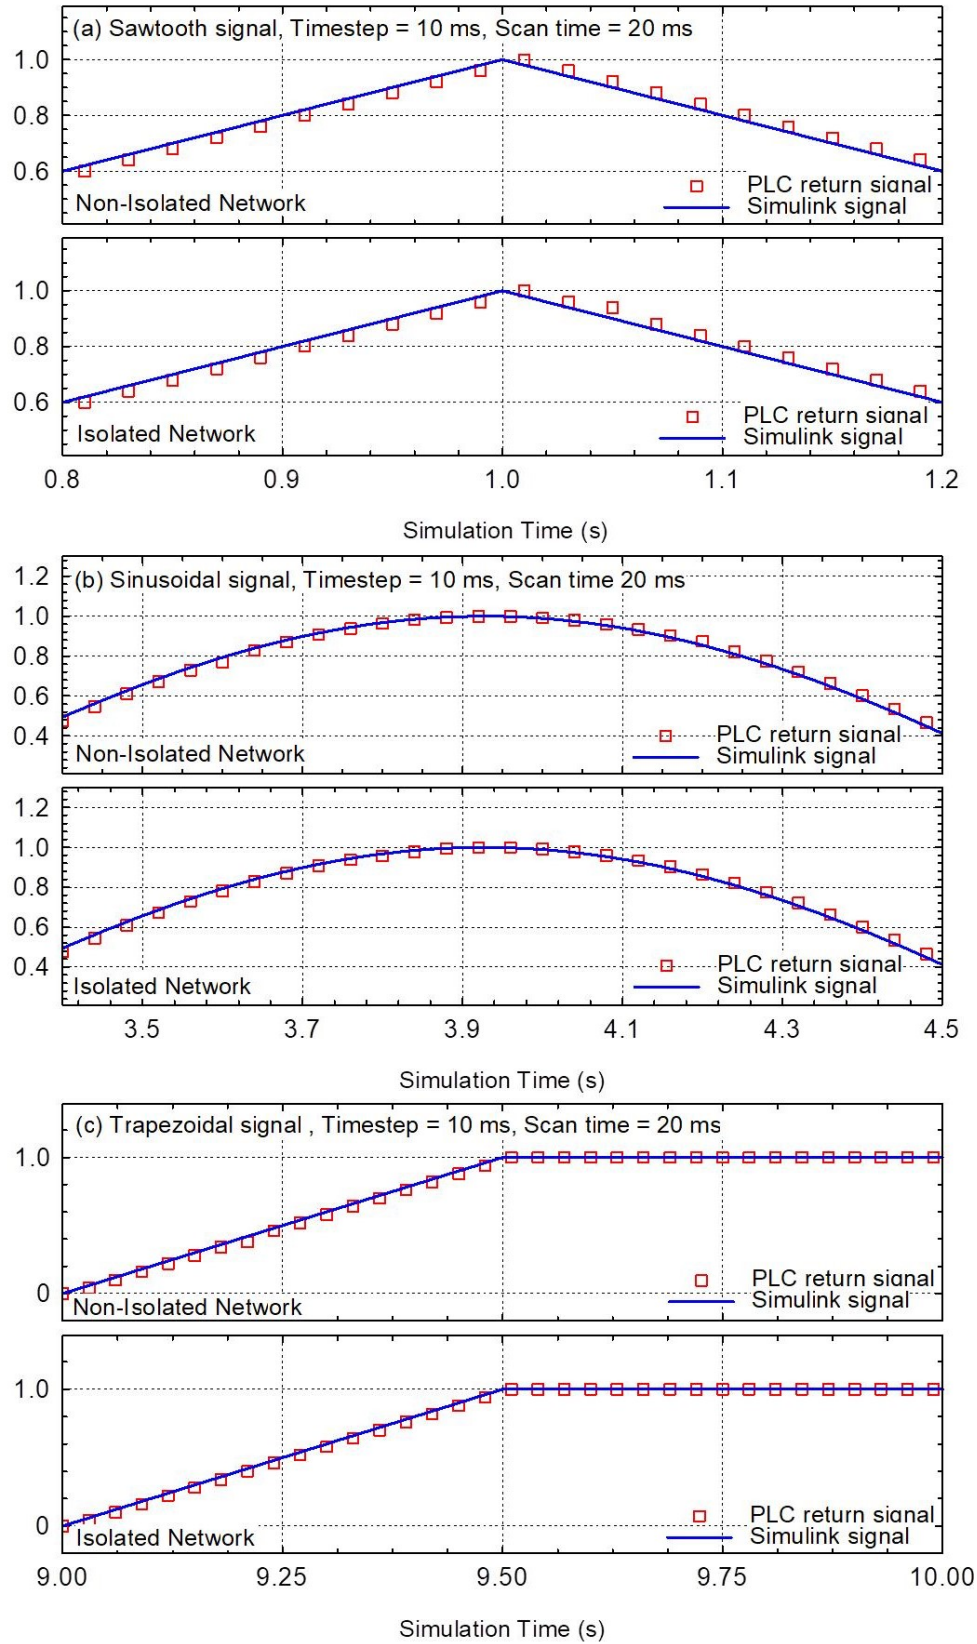 (a) Sawtooth signal, Timestep = 10 ms, Scan time = 20 ms
1.0
0.8
0.6
Non-Isolated Network
PLC return signal
Simulink signal
1.0
0.8
0.6
Isolated Network
PLC return signal
Simulink signal
0.8 0.9 1.0 1.1 1.2
Simulation Time (s)
(b) Sinusoidal signal, Timestep = 10 ms, Scan time 20 ms
1.2
1.0
0.8
0.6
0.4
Non-Isolated Network
PLC return signal
Simulink signal
1.2
1.0
0.8
0.6
0.4
Isolated Network
PLC return signal
Simulink signal
3.5 3.7 3.9 4.1 4.3 4.5
Simulation Time (s)
(c) Trapezoidal signal , Timestep = 10 ms, Scan time = 20 ms
1.0
0
Non-Isolated Network
PLC return signal
Simulink signal
1.0
0
Isolated Network
PLC return signal
Simulink signal
9.00 9.25 9.50 9.75 10.00
Simulation Time (s)